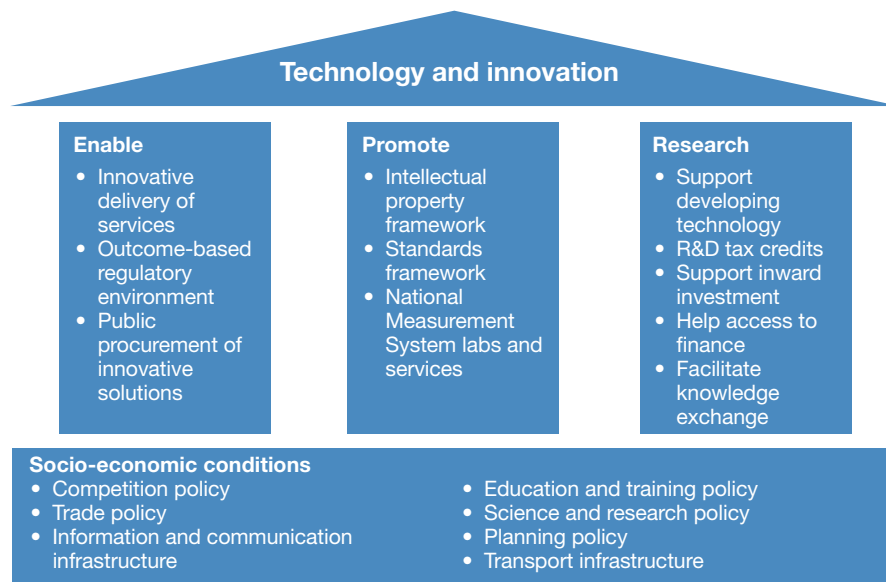 Technology and innovation
Enable
• Innovative
delivery of
services
• Outcome-based
regulatory
environment
• Public
procurement of
innovative
solutions
Promote
• Intellectual
property
framework
• Standards
framework
• National
Measurement
System labs and
services
Research
• Support
developing
technology
• R&D tax credits
• Support inward
investment
• Help access to
finance
• Facilitate
knowledge
exchange
Socio-economic conditions
• Competition policy
• Trade policy
• Information and communication
infrastructure
• Education and training policy
• Science and research policy
• Planning policy
• Transport infrastructure